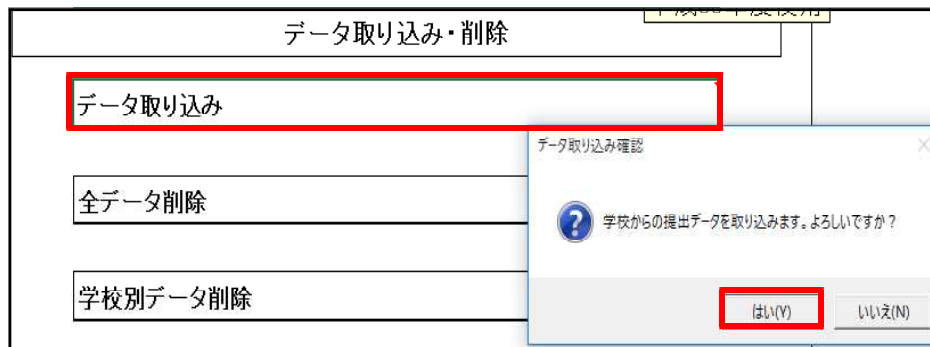 データ取り込み・削除
データ取り込み
データ取り込み確認
全データ削除
学校からの提出データを取り込みます。よろしいですか？
学校別データ削除
はい(Y)
いいえ(N)